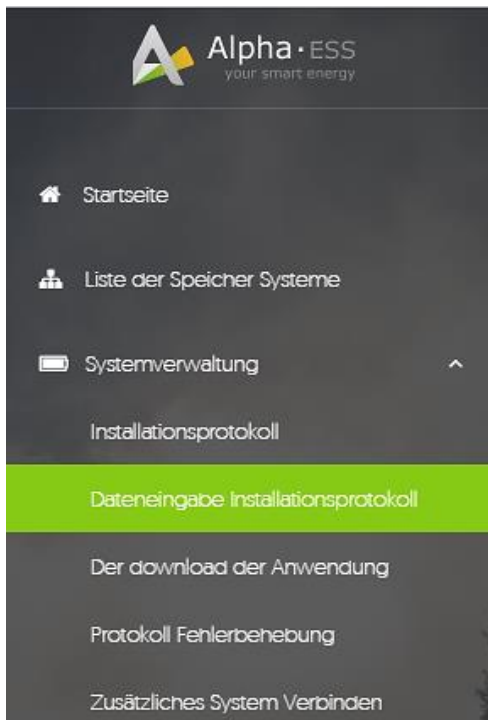 Alpha·ESS
your smart energy
Startseite
Liste der Speicher Systeme
Systemverwaltung
Installationsprotokoll
Dateneingabe Installationsprotokoll
Der download der Anwendung
Protokoll Fehlerbehebung
Zusätzliches System Verbinden